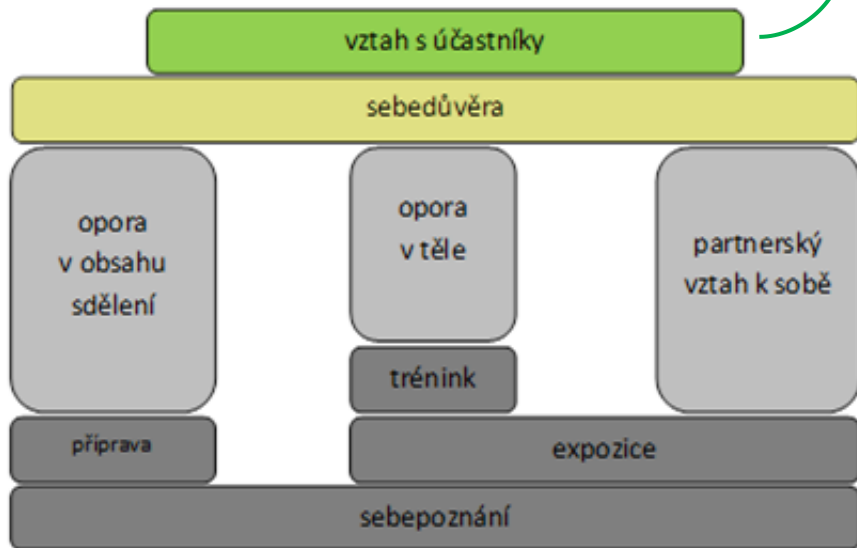 vztah s účastníky
sebedůvěra
opora
v obsahu
sdělení
opora
v těle
partnerský
vztah k sobě
trénink
příprava
expozice
sebepoznání